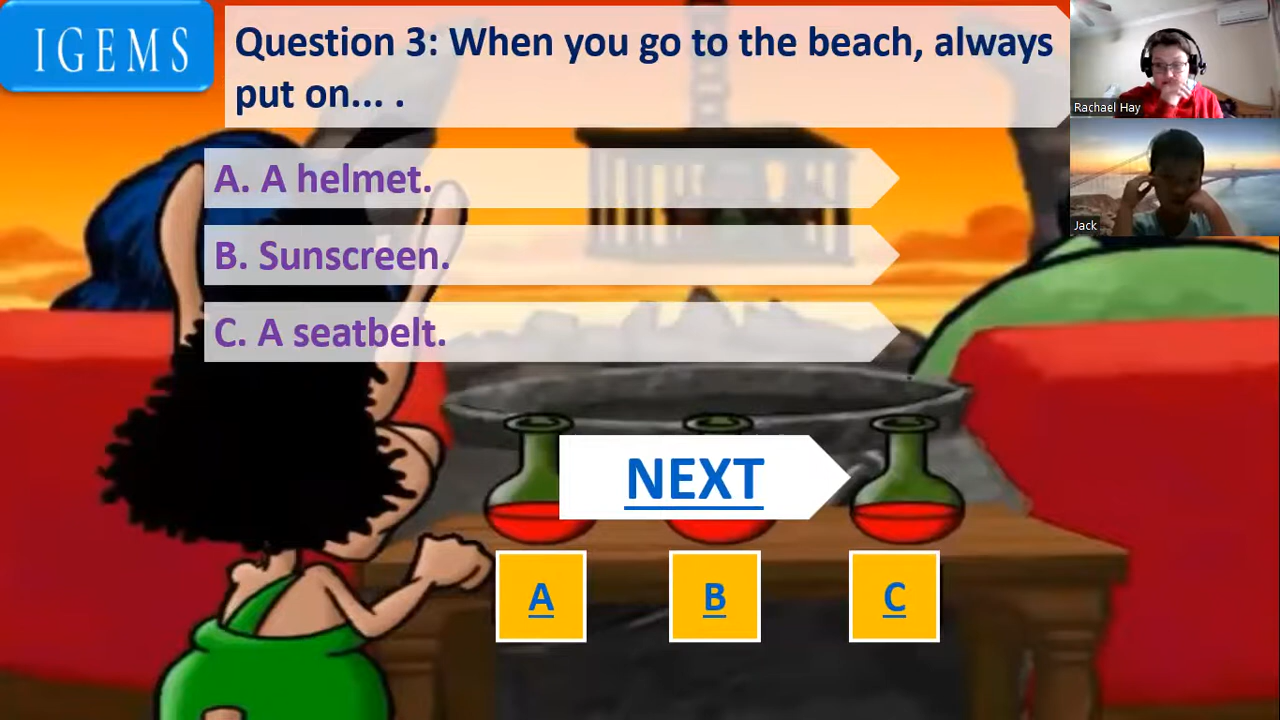 IGEMS
Question 3: When you go to the beach, always
put on... .
A. A helmet.
B. Sunscreen.
C. A seatbelt.
NEXT
A
B
C
Rachael Hay
Jack